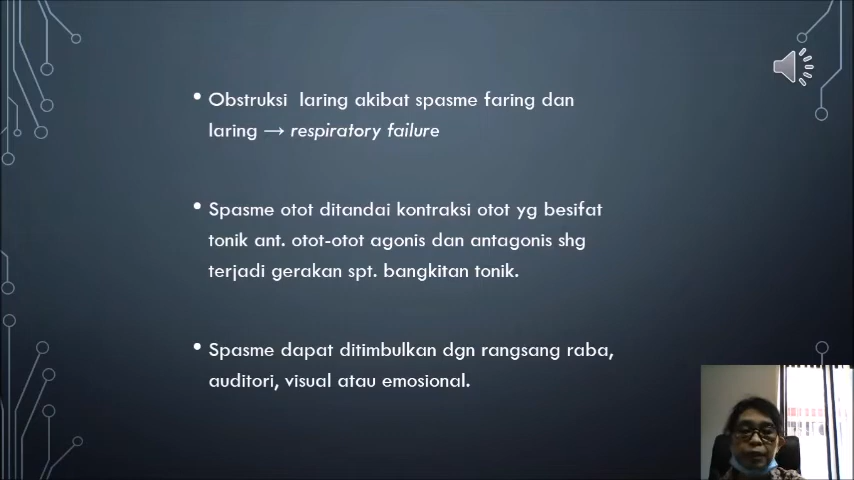 • Obstruksi laring akibat spasme faring dan
laring → respiratory failure
• Spasme otot ditandai kontraksi otot yg besifat
tonik ant. otot-otot agonis dan antagonis shg
terjadi gerakan spt. bangkitan tonik.
• Spasme dapat ditimbulkan dgn rangsang raba,
auditori, visual atau emosional.